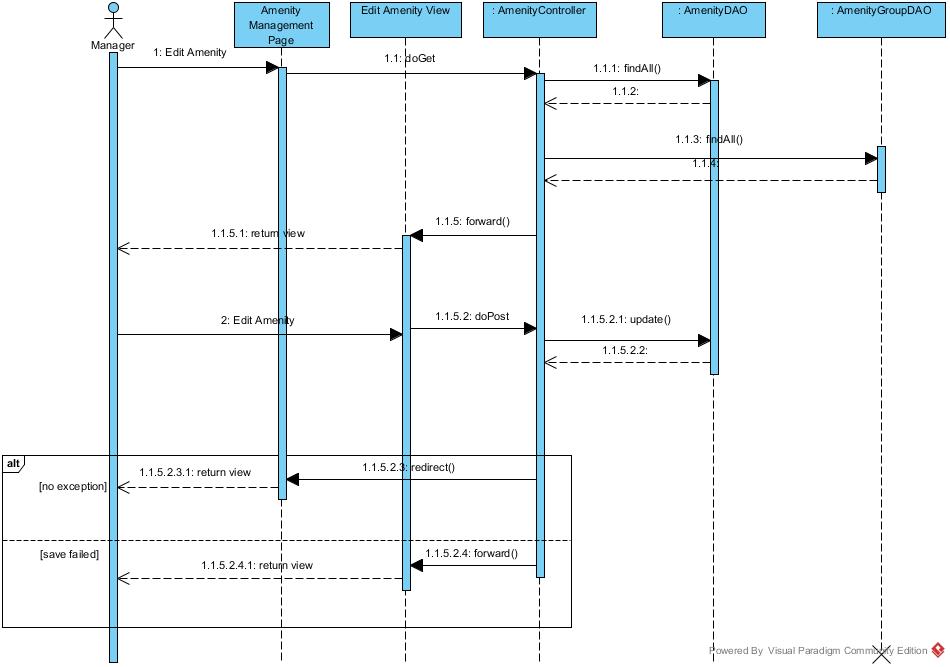 Manager
Amenity
Management
Page
Edit Amenity View
: AmenityController
: AmenityDAO
: AmenityGroupDAO
1: Edit Amenity
1.1: doGet
1.1.1: findAll()
1.1.2:
1.1.3: findAll()
1.1.4:
1.1.5: forward()
1.1.5.1: return view
2: Edit Amenity
1.1.5.2: doPost
1.1.5.2.1: update()
1.1.5.2.2:
alt
1.1.5.2.3: redirect()
1.1.5.2.3.1: return view
[no exception]
[save failed]
1.1.5.2.4: forward()
1.1.5.2.4.1: return view
Powered By Visual Paradigm Community Edition